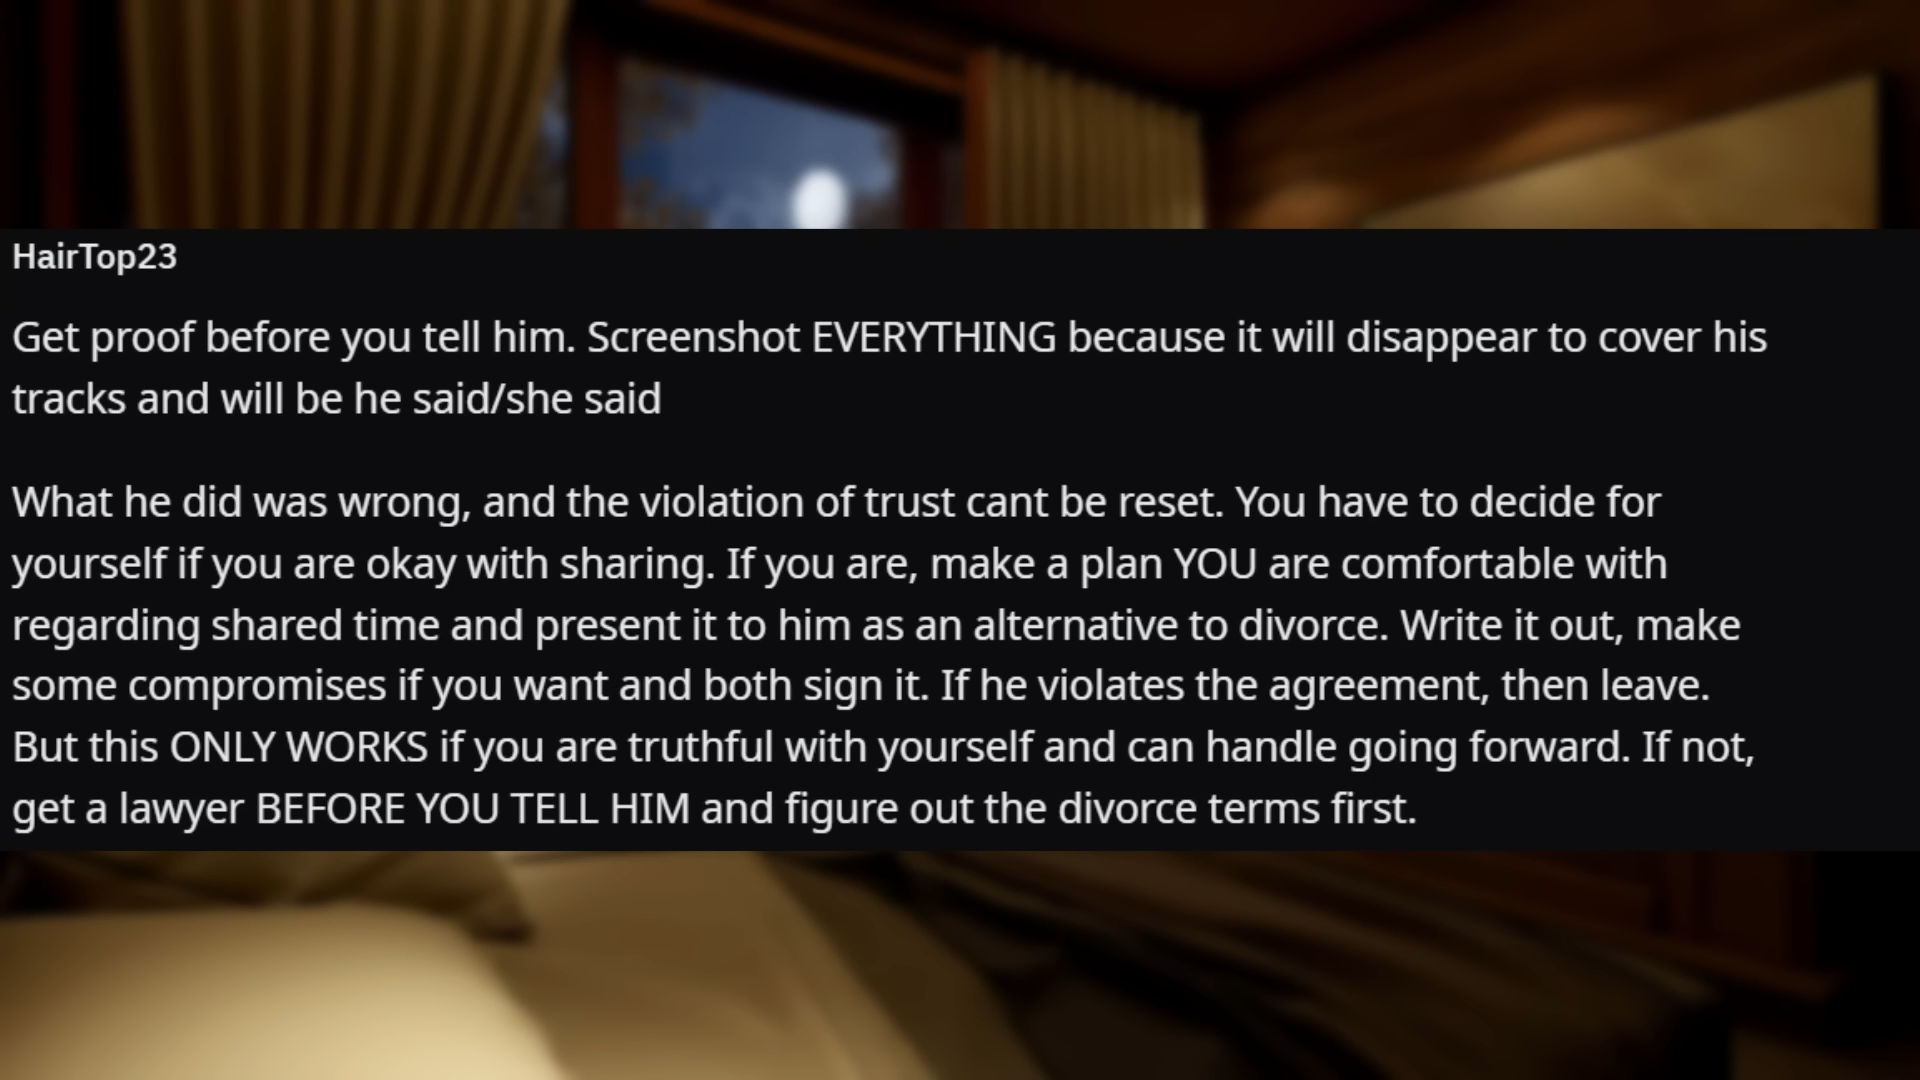 HairTop23
Get proof before you tell him. Screenshot EVERYTHING because it will disappear to cover his
tracks and will be he said/she said
What he did was wrong, and the violation of trust cant be reset. You have to decide for
yourself if you are okay with sharing. If you are, make a plan YOU are comfortable with
regarding shared time and present it to him as an alternative to divorce. Write it out, make
some compromises if you want and both sign it. If he violates the agreement, then leave.
But this ONLY WORKS if you are truthful with yourself and can handle going forward. If not,
get a lawyer BEFORE YOU TELL HIM and figure out the divorce terms first.